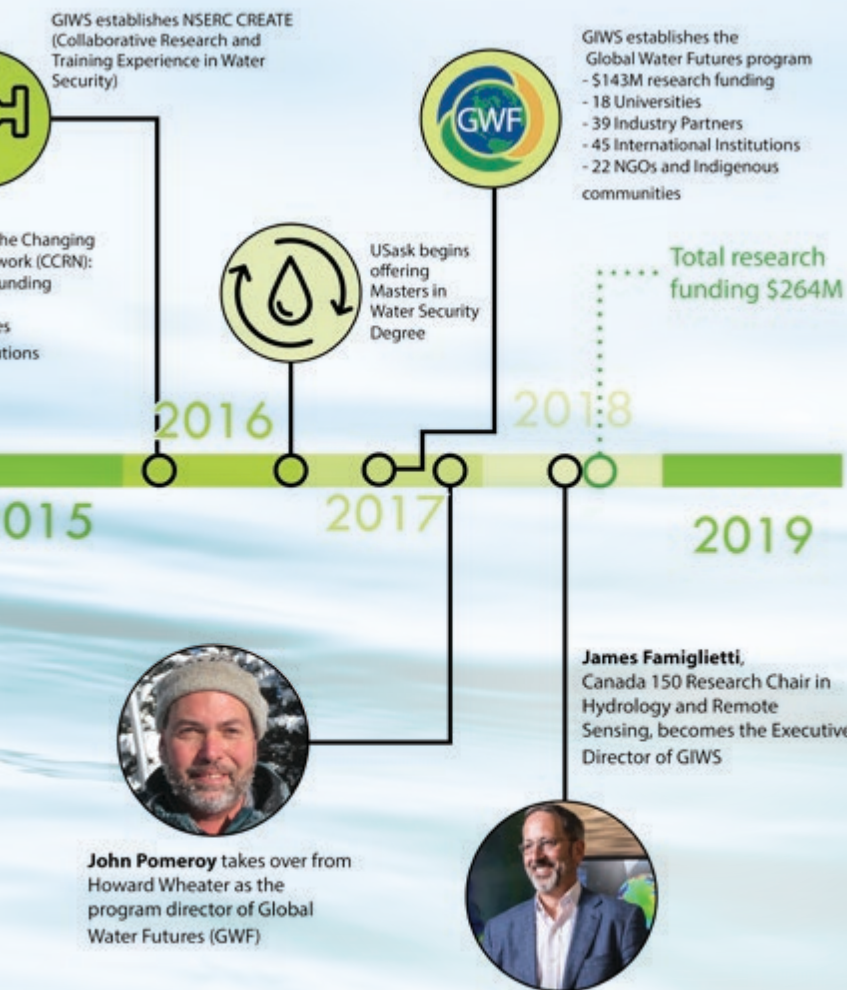 GIWS establishes NSERC CREATE
(Collaborative Research and
Training Experience in Water
Security)
GIWS establishes the
Global Water Futures program
- $143M research funding
- 18 Universities
- 39 Industry Partners
- 45 International Institutions
- 22 NGOs and Indigenous
communities
GWF
he Changing
work (CCRN):
unding
es
utions
USask begins
offering
Masters in
Water Security
Degree
Total research
funding $264M
2016
2018
015
2017
2019
James Famiglietti,
Canada 150 Research Chair in
Hydrology and Remote
Sensing, becomes the Executive
Director of GIWS
John Pomeroy takes over from
Howard Wheater as the
program director of Global
Water Futures (GWF)